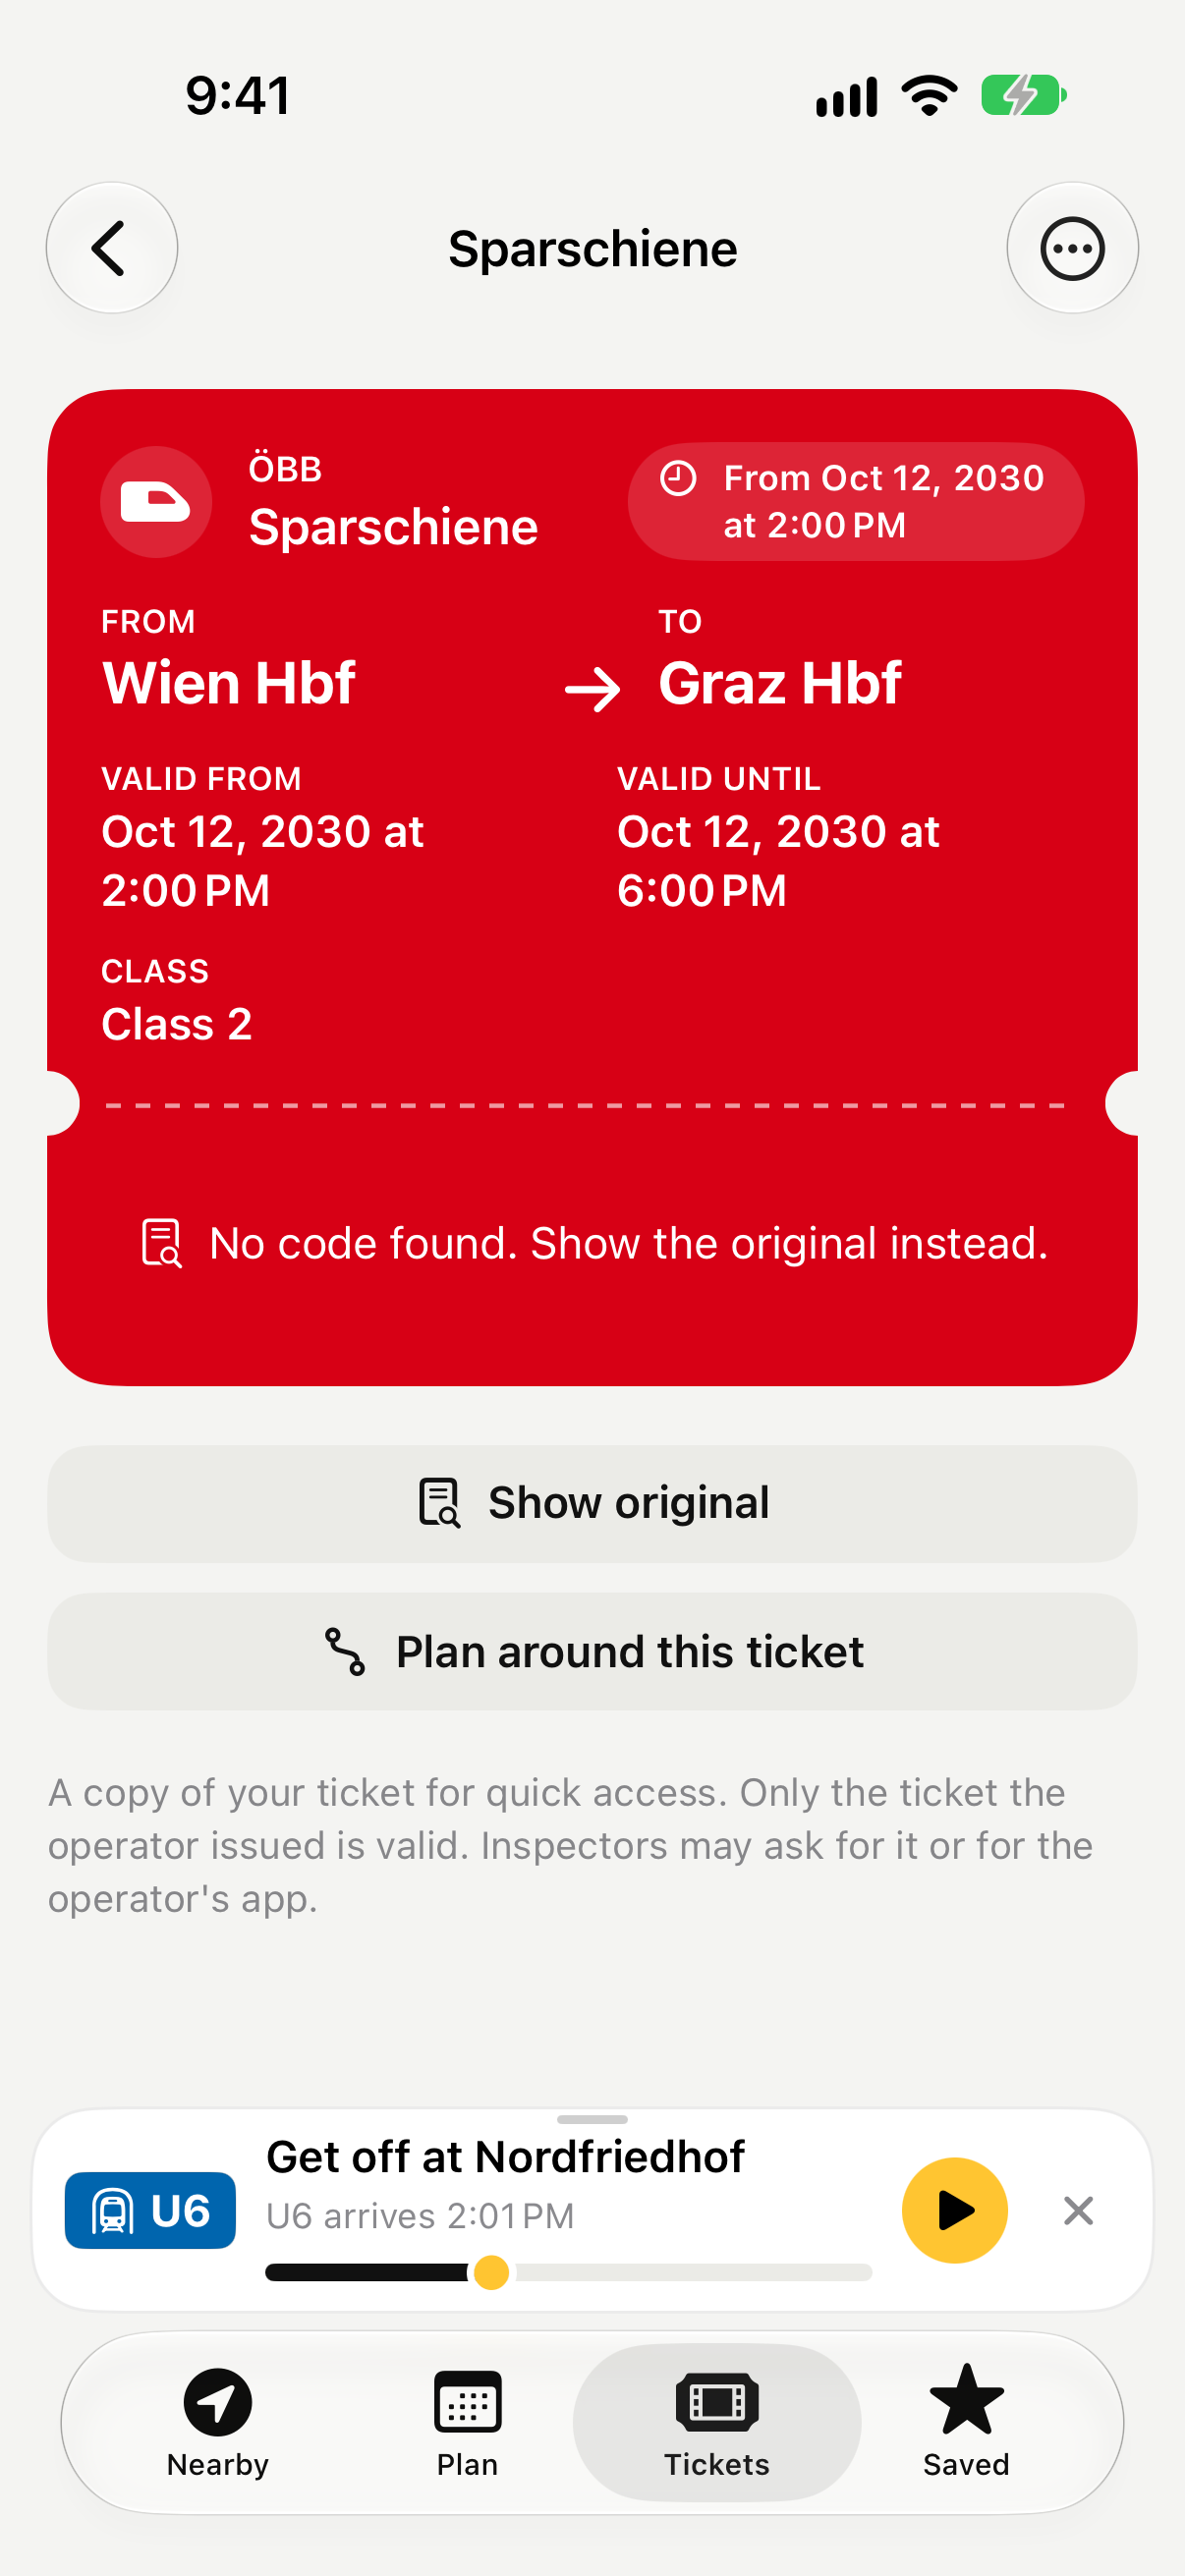 9:41
Sparschiene
ÖBB
Sparschiene
From Oct 12, 2030
at 2:00 PM
FROM
Wien Hbf
TO
Graz Hbf
VALID FROM
Oct 12, 2030 at
2:00 PM
VALID UNTIL
Oct 12, 2030 at
6:00 PM
CLASS
Class 2
No code found. Show the original instead.
Show original
Plan around this ticket
A copy of your ticket for quick access. Only the ticket the
operator issued is valid. Inspectors may ask for it or for the
operator's app.
U6
Get off at Nordfriedhof
U6 arrives 2:01 PM
Nearby
Plan
Tickets
Saved